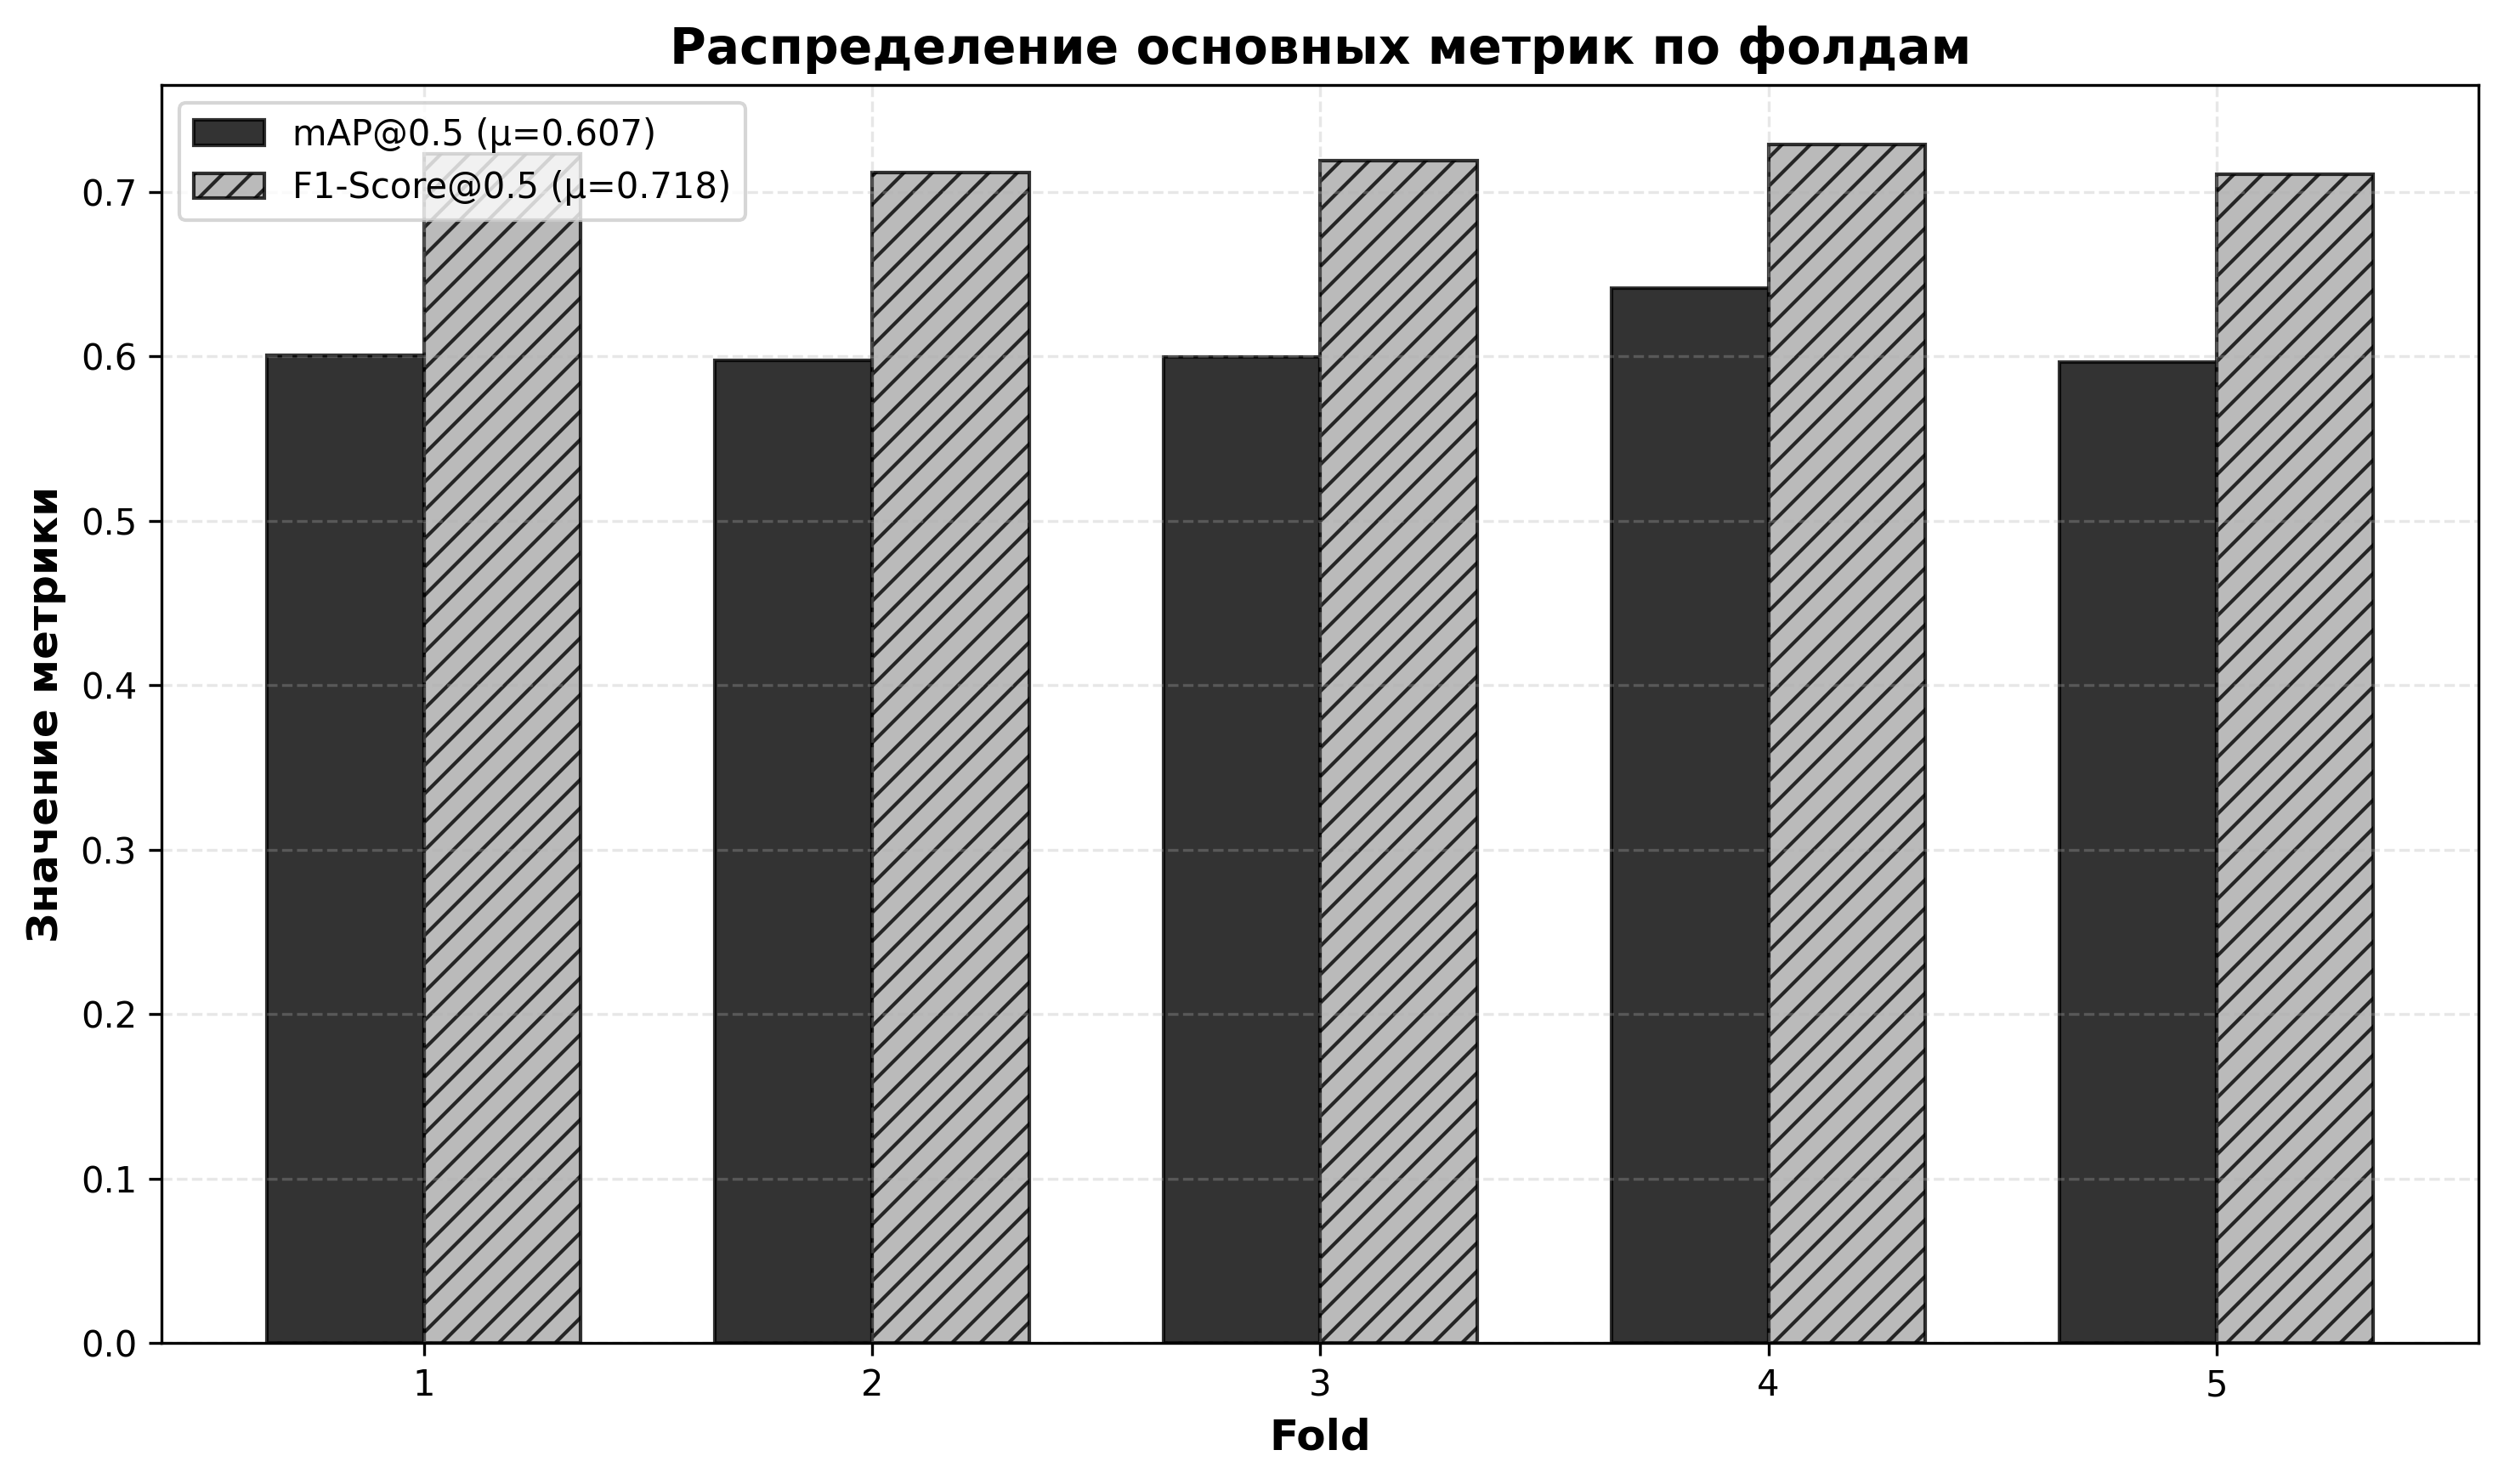 Распределение основных метрик по фолдам
mAP@0.5 (μ=0.607)
F1-Score@0.5 (μ=0.718)
Значение метрики
0.7
0.6
0.5
0.4
0.3
0.2
0.1
0.0
1 2 3 4 5
Fold